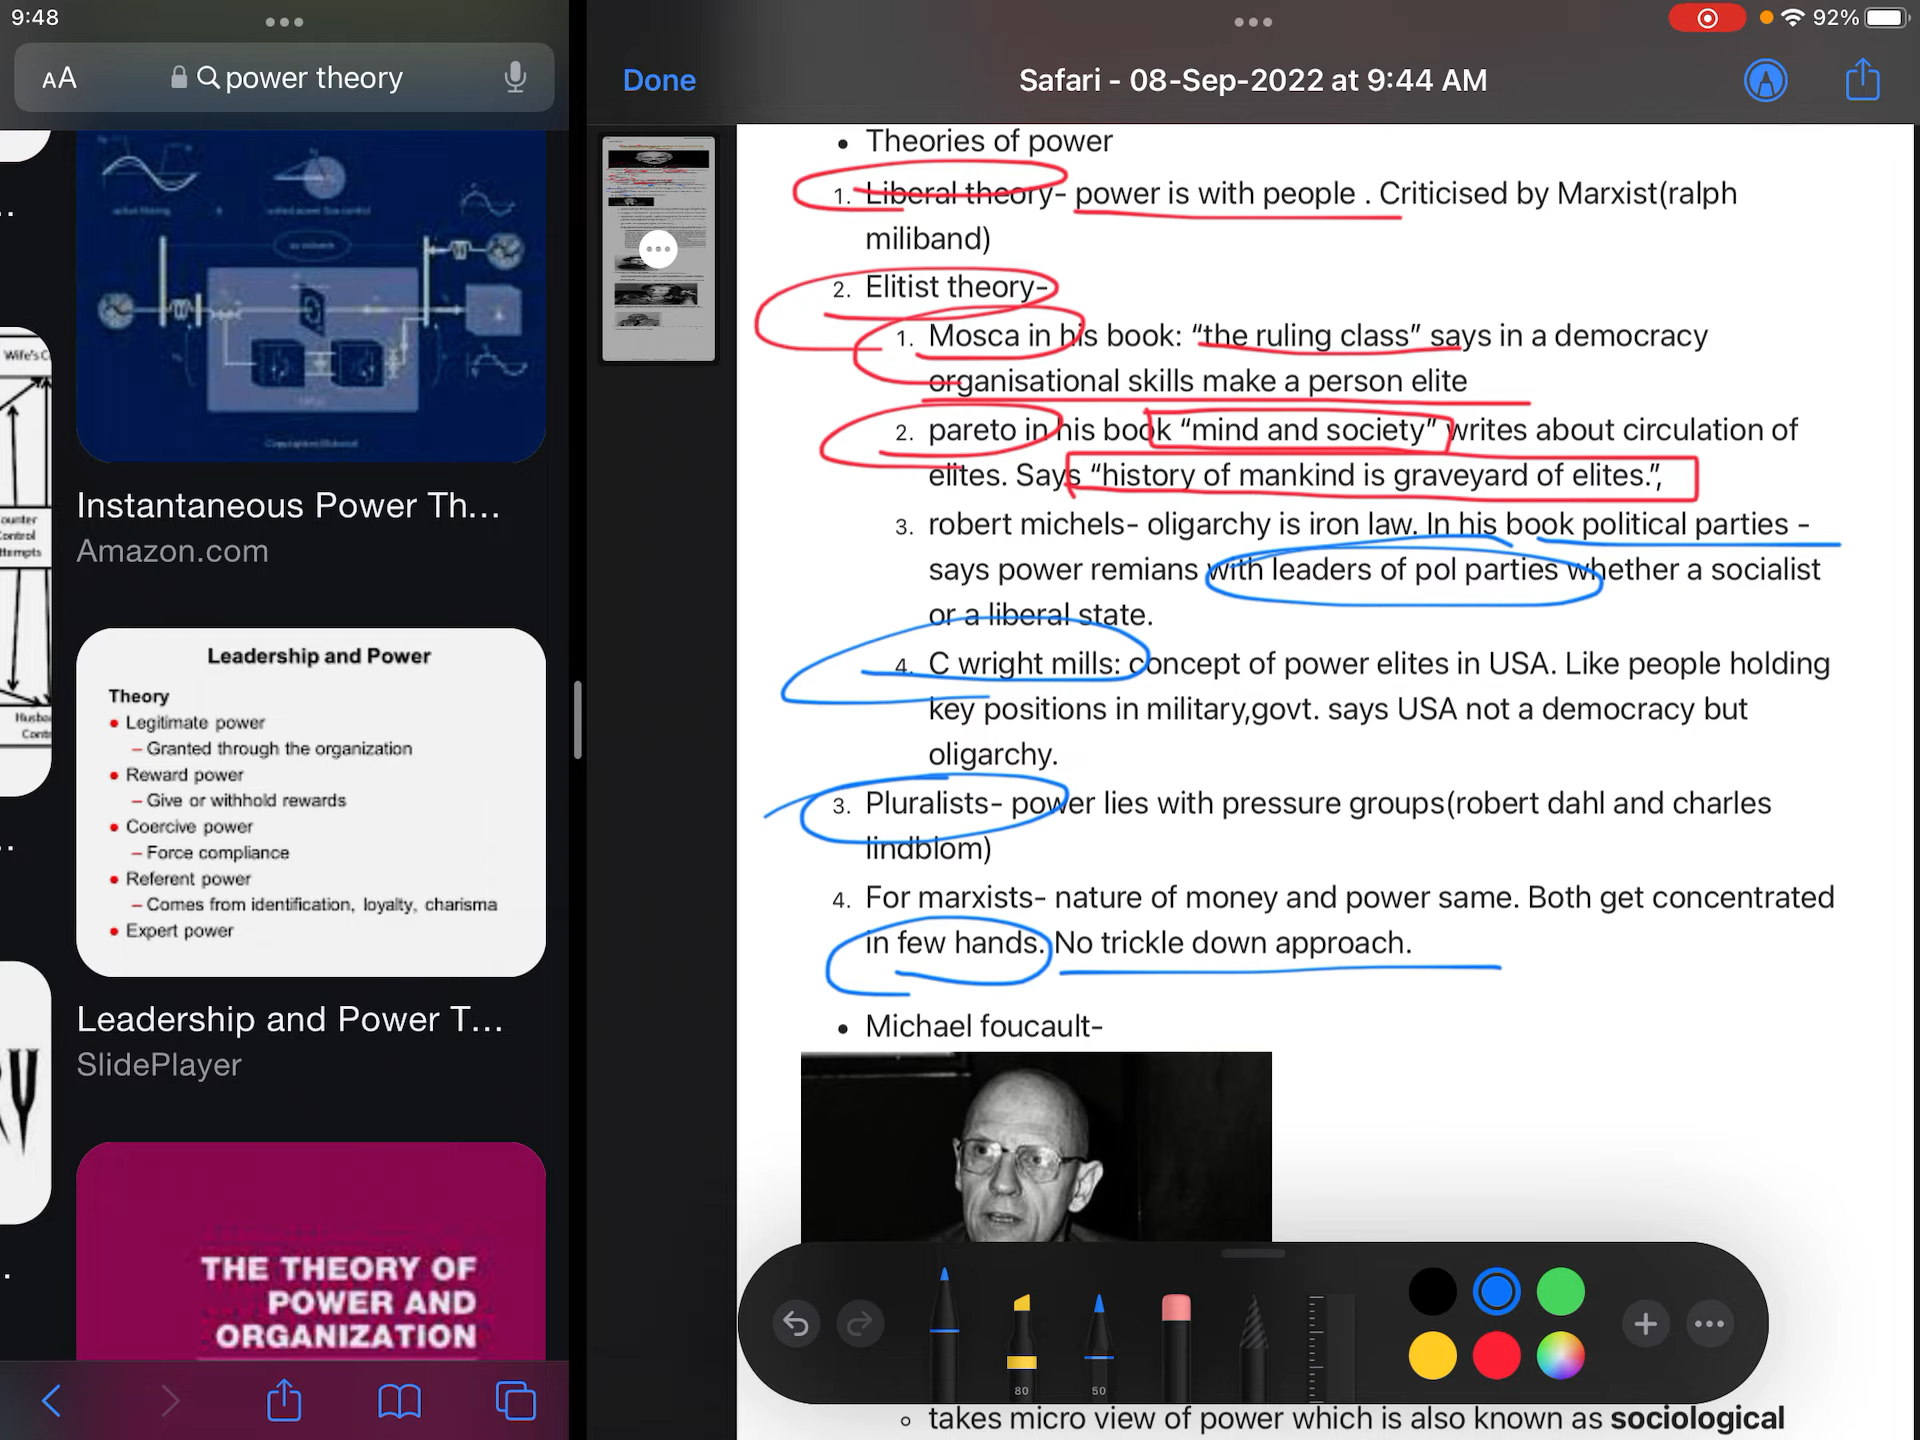 9:48
92%
AA power theory
Done
Safari - 08-Sep-2022 at 9:44 AM
Wife's C
ounter
Control
ttempts
Husba
Contr
Instantaneous Power Th...
Amazon.com
Leadership and Power
Theory
• Legitimate power
– Granted through the organization
• Reward power
– Give or withhold rewards
• Coercive power
– Force compliance
• Referent power
– Comes from identification, loyalty, charisma
• Expert power
Leadership and Power T...
SlidePlayer
THE THEORY OF
POWER AND
ORGANIZATION
• Theories of power
1. Liberal theory- power is with people . Criticised by Marxist(ralph
miliband)
2. Elitist theory-
1. Mosca in his book: “the ruling class” says in a democracy
organisational skills make a person elite
2. pareto in his book “mind and society” writes about circulation of
elites. Says “history of mankind is graveyard of elites.”,
3. robert michels- oligarchy is iron law. In his book political parties -
says power remians with leaders of pol parties whether a socialist
or a liberal state.
4. C wright mills: concept of power elites in USA. Like people holding
key positions in military,govt. says USA not a democracy but
oligarchy.
3. Pluralists- power lies with pressure groups(robert dahl and charles
lindblom)
4. For marxists- nature of money and power same. Both get concentrated
in few hands. No trickle down approach.
• Michael foucault-
80
50
takes micro view of power which is also known as sociological